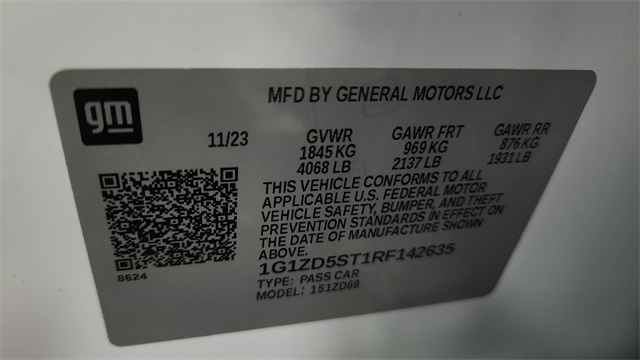 gm
MFD BY GENERAL MOTORS LLC
11/23
GVWR
1845 KG
4068 LB
GAWR FRT
969 KG
2137 LB
GAWR RR
876 KG
1931 LB
THIS VEHICLE CONFORMS TO ALL
APPLICABLE U.S. FEDERAL MOTOR
VEHICLE SAFETY, BUMPER, AND THEFT
PREVENTION STANDARDS IN EFFECT ON
THE DATE OF MANUFACTURE SHOWN
ABOVE.
1G1ZD5ST1RF142635
TYPE: PASS CAR
MODEL: 1S1ZD69
8624